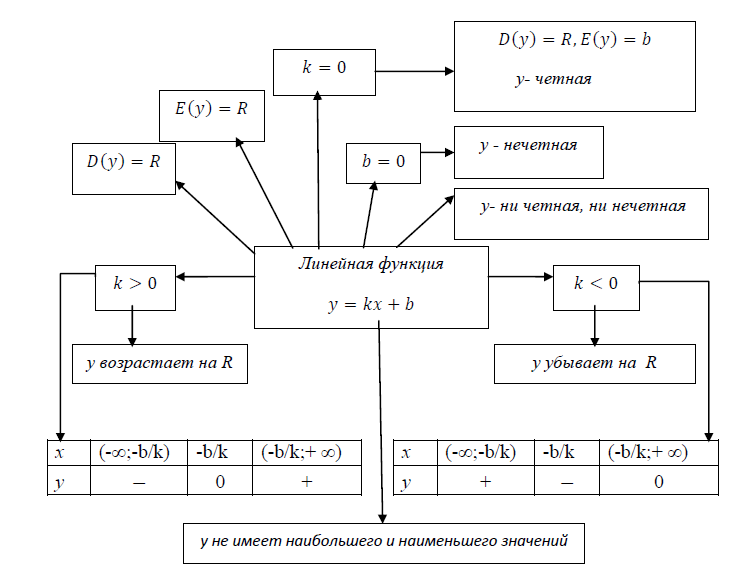 k = 0
D(y) = R, E(y) = b
y- четная
E(y) = R
D(y) = R
b = 0
y - нечетная
y- ни четная, ни нечетная
Линейная функция
y = kx + b
k > 0
k < 0
y возрастает на R
y убывает на R
x (-∞;-b/k) -b/k (-b/k;+ ∞)
y – 0 +
x (-∞;-b/k) -b/k (-b/k;+ ∞)
y + – 0
y не имеет наибольшего и наименьшего значений